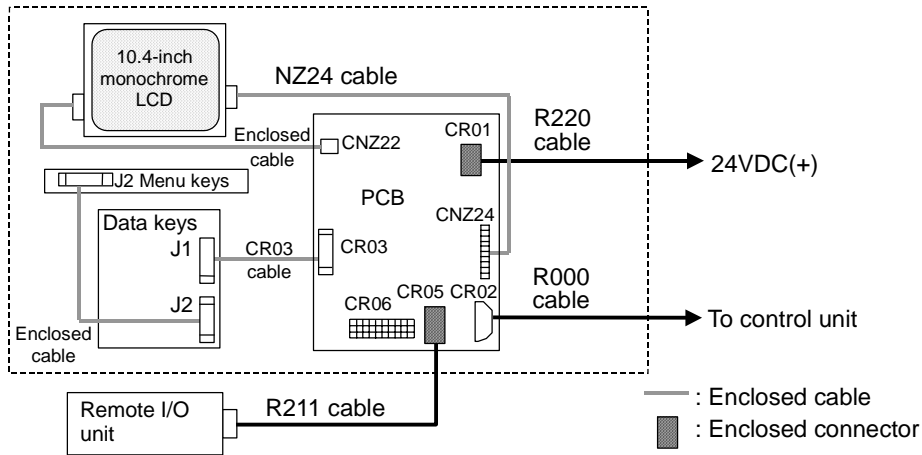 10.4-inch
monochrome
LCD
NZ24 cable
Enclosed
cable
CNZ22
CR01
R220
cable
24VDC(+)
J2 Menu keys
PCB
CNZ24
Data keys
J1
CR03
cable
CR03
J2
CR06
CR05
CR02
R000
cable
To control unit
Enclosed
cable
Remote I/O
unit
R211 cable
: Enclosed cable
: Enclosed connector